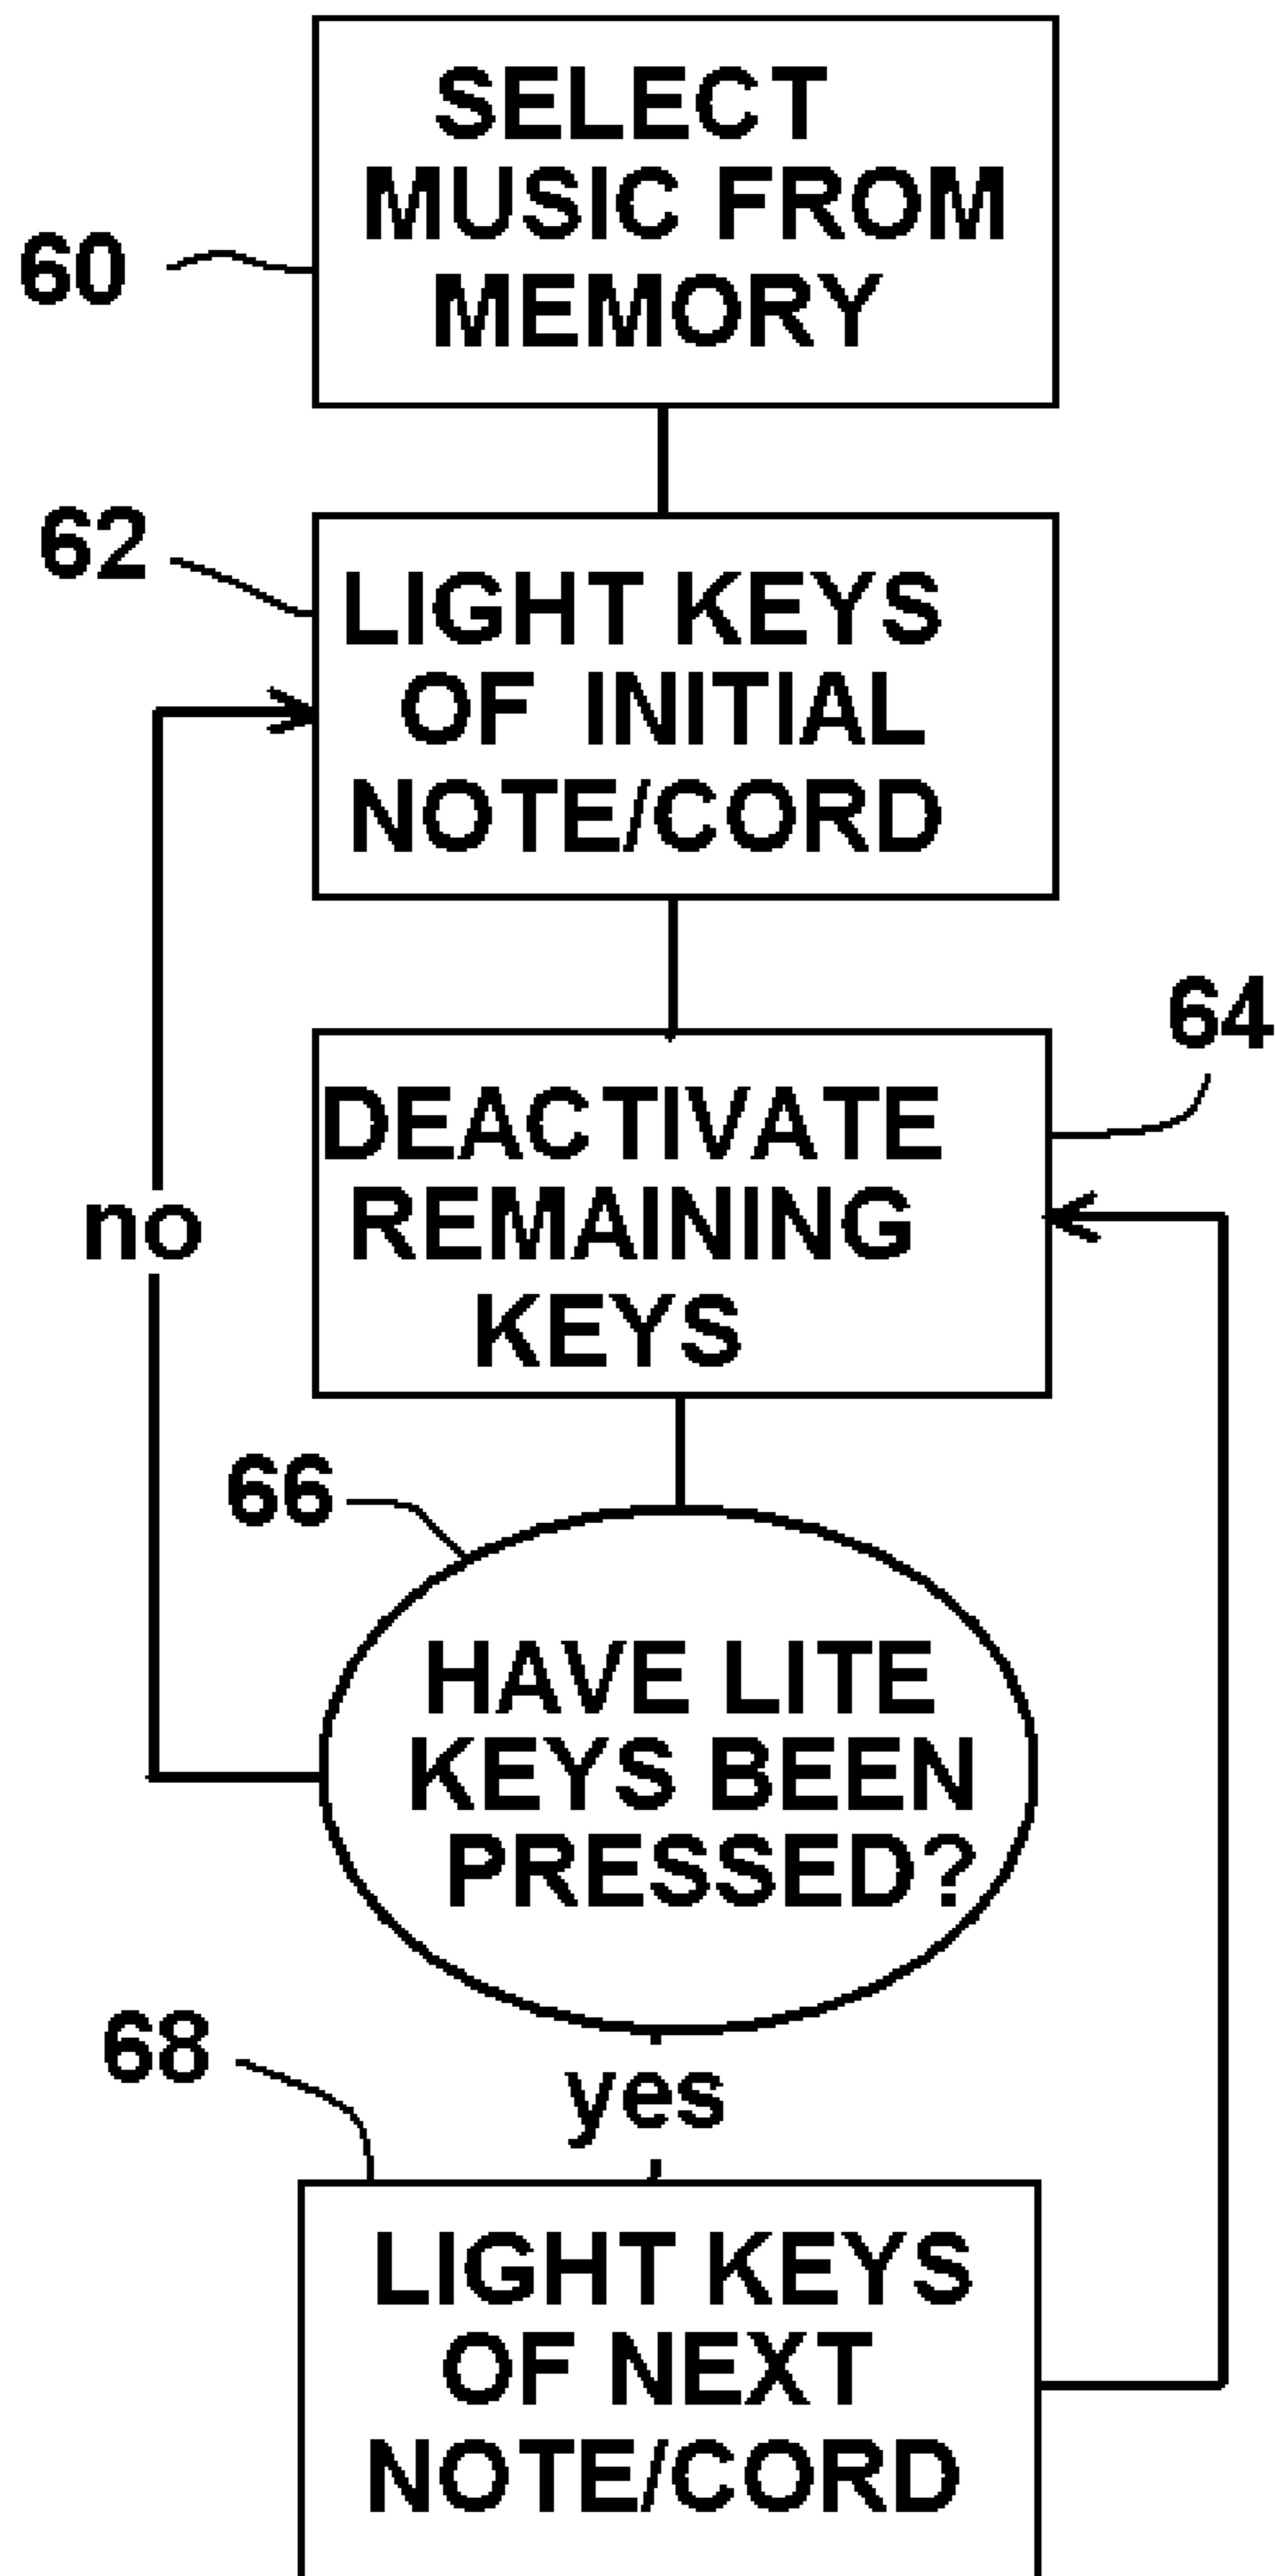 SELECT
MUSIC FROM
MEMORY
60
62
LIGHT KEYS
OF INITIAL
NOTE/CORD
64
DEACTIVATE
REMAINING
KEYS
no
66
HAVE LITE
KEYS BEEN
PRESSED?
68
yes
LIGHT KEYS
OF NEXT
NOTE/CORD